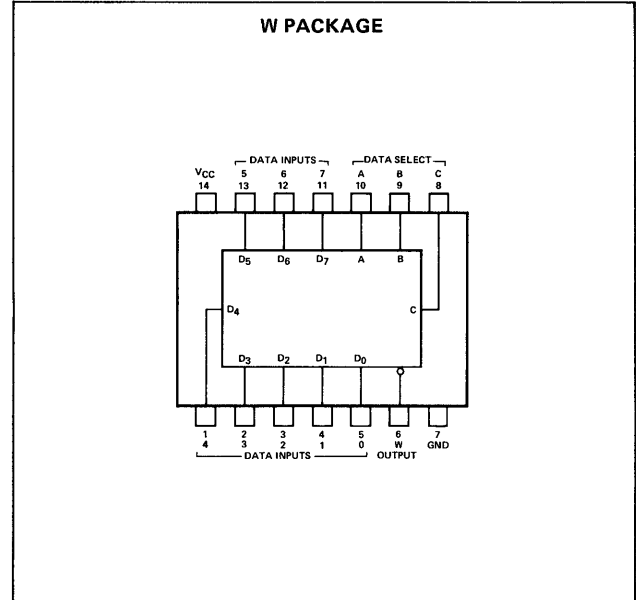 W PACKAGE
DATA INPUTS DATA SELECT
VCC 5 6 7 A B C
14 13 12 11 10 9 8
D5 D6 D7 A B
D4 C
D3 D2 D1 D0
1 2 3 4 5 6 7
4 3 2 1 0 W GND
DATA INPUTS OUTPUT